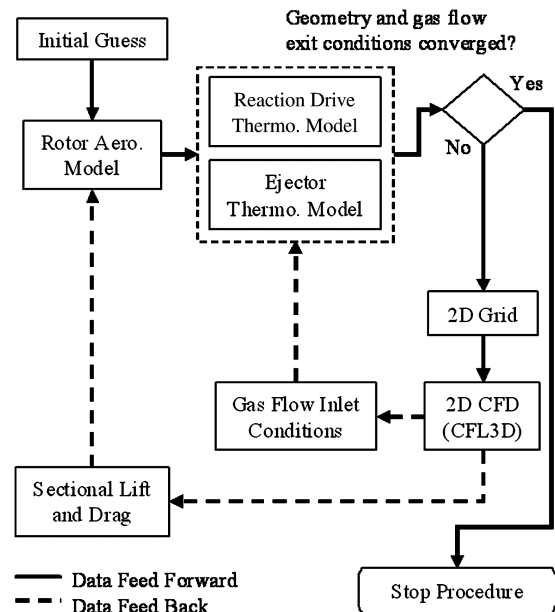 Geometry and gas flow
exit conditions converged?
Initial Guess
Yes
Reaction Drive
Thermo. Model
Rotor Aero.
Model
No
Ejector
Thermo. Model
2D Grid
Gas Flow Inlet
Conditions
2D CFD
(CFL3D)
Sectional Lift
and Drag
Data Feed Forward
Data Feed Back
Stop Procedure